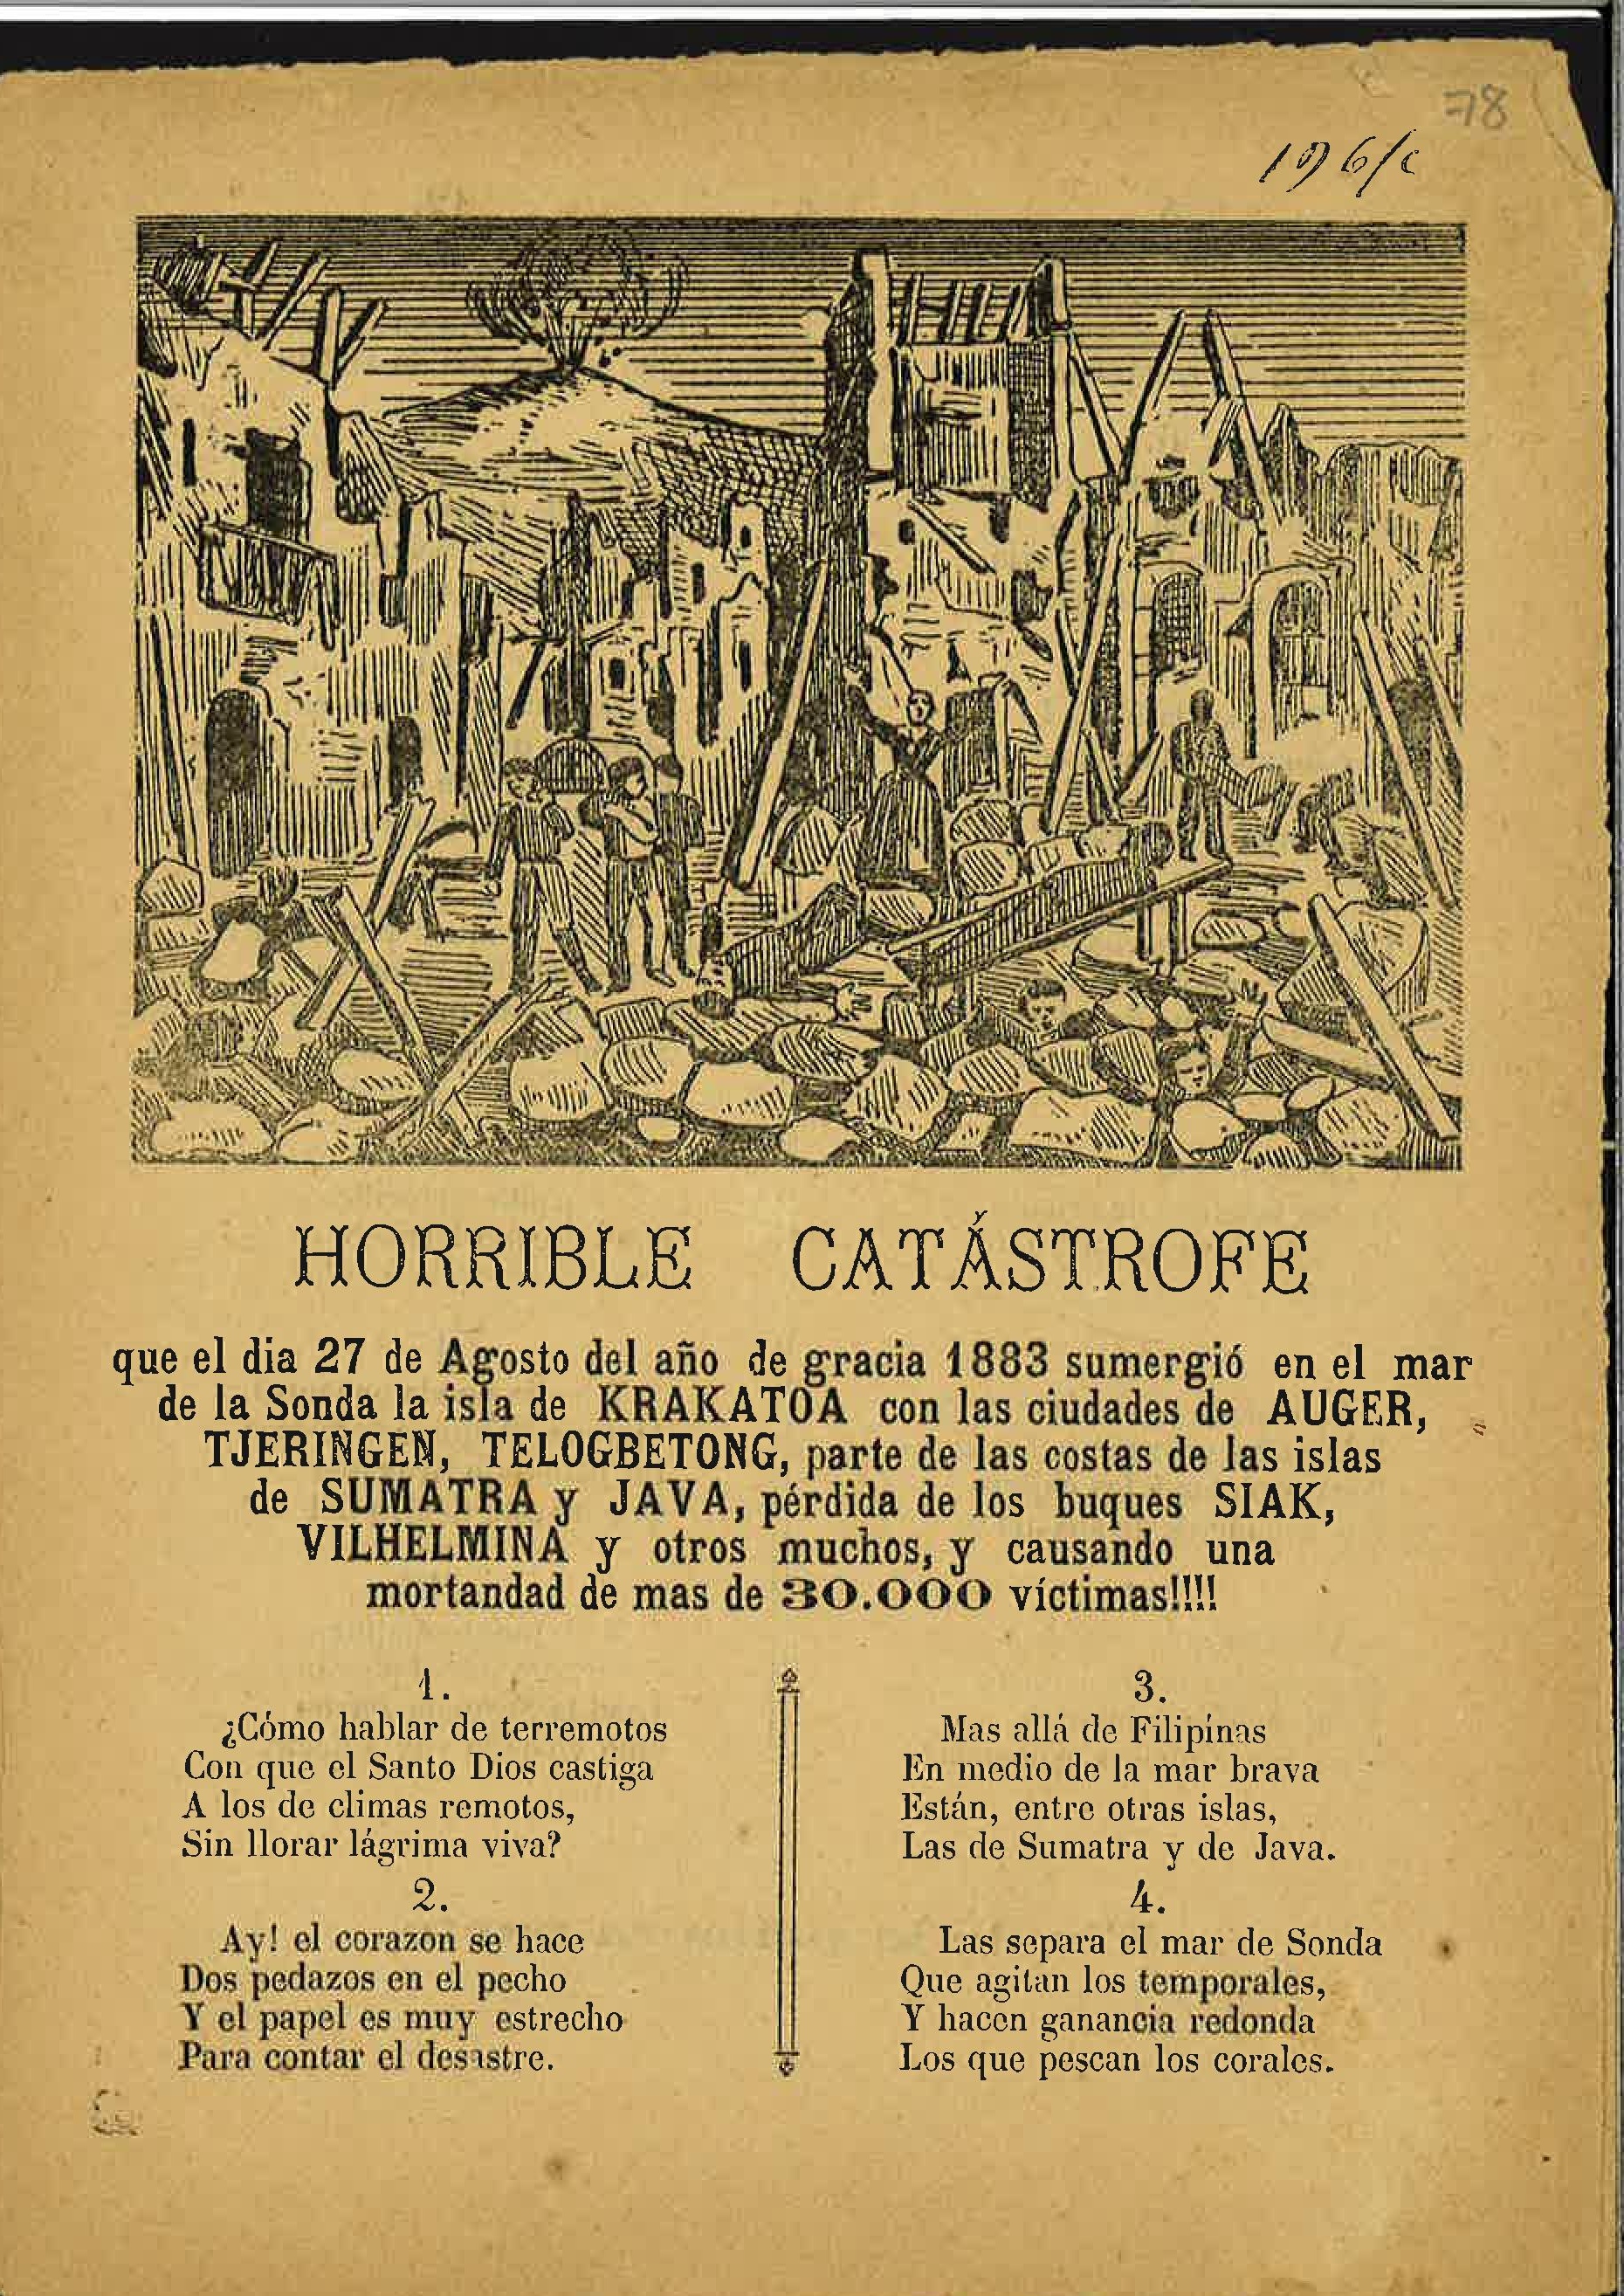 78
196/c
HORRIBLE CATÁSTROFE
que el dia 27 de Agosto del año de gracia 1883 sumergió en el mar
de la Sonda la isla de KRAKATOA con las ciudades de AUGER,
TJERINGEN, TELOGBETONG, parte de las costas de las islas
de SUMATRA y JAVA, pérdida de los buques SIAK,
VILHELMINA y otros muchos, y causando una
mortandad de mas de 30.000 víctimas!!!!
1.
¿Cómo hablar de terremotos
Con que el Santo Dios castiga
A los de climas remotos,
Sin llorar lágrima viva?
2.
Ay! el corazon se hace
Dos pedazos en el pecho
Y el papel es muy estrecho
Para contar el desastre.
3.
Mas allá de Filipinas
En medio de la mar brava
Están, entre otras islas,
Las de Sumatra y de Java.
4.
Las separa el mar de Sonda
Que agitan los temporales,
Y hacen ganancia redonda
Los que pescan los corales.